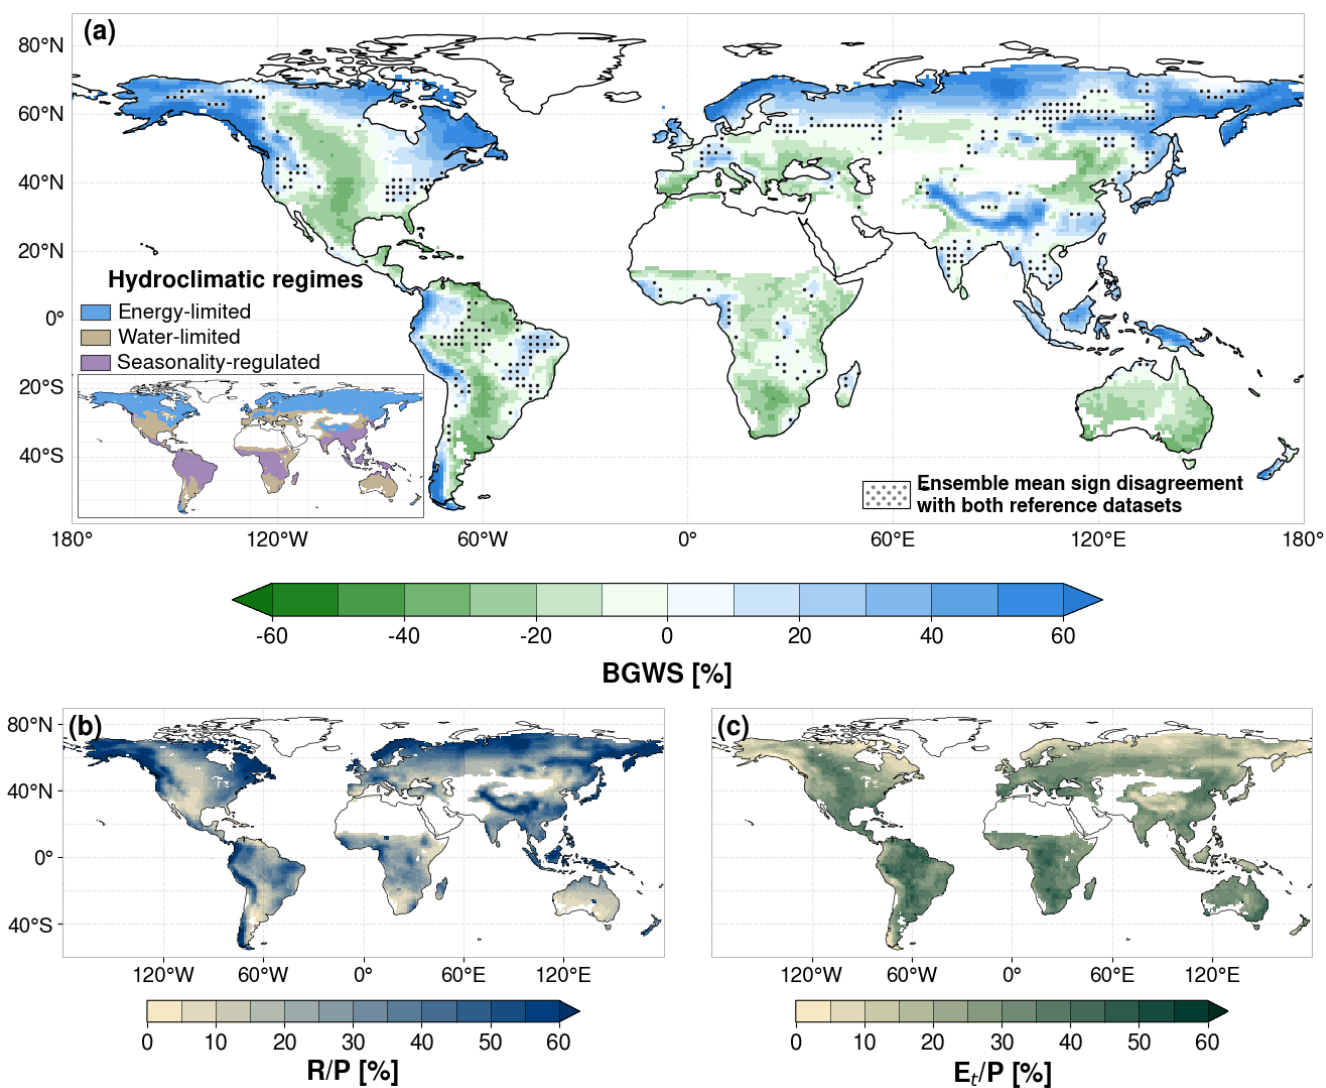 (a)
80°N
60°N
40°N
20°N
0°
20°S
40°S
Hydroclimatic regimes
Energy-limited
Water-limited
Seasonality-regulated
Ensemble mean sign disagreement
with both reference datasets
180° 120°W 60°W 0° 60°E 120°E 180°
-60 -40 -20 0 20 40 60
BGWS [%]
(b)
80°N
40°N
0°
40°S
120°W 60°W 0° 60°E 120°E
0 10 20 30 40 50 60
R/P [%]
(c)
120°W 60°W 0° 60°E 120°E
0 10 20 30 40 50 60
Eₜ/P [%]